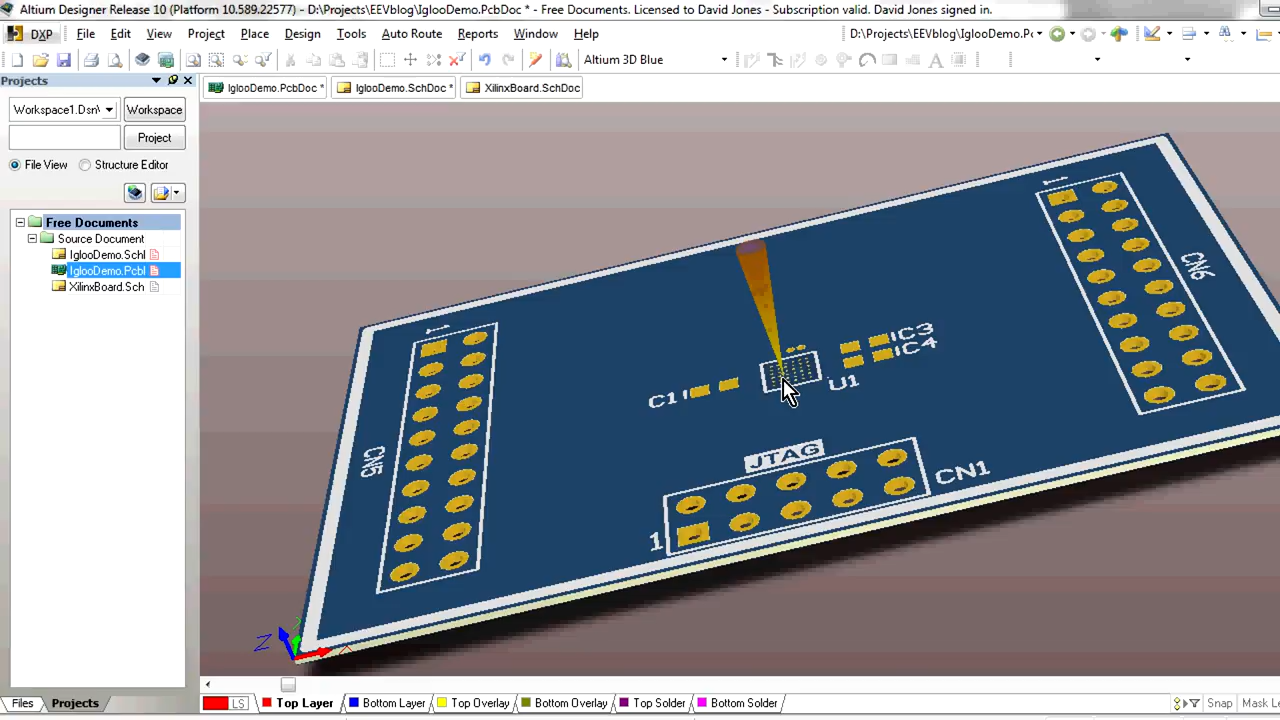 Altium Designer Release 10 (Platform 10.589.22577) - D:\Projects\EEVblog\IglooDemo.PcbDoc * - Free Documents. Licensed to David Jones - Subscription valid. David Jones signed in.
DXP File Edit View Project Place Design Tools Auto Route Reports Window Help D:\Projects\EEVblog\IglooDemo.Pc
Altium 3D Blue
Projects
IglooDemo.PcbDoc * IglooDemo.SchDoc * XilinxBoard.SchDoc
Workspace1.Dsn Workspace
Project
File View Structure Editor
Free Documents
Source Document
IglooDemo.Schl
IglooDemo.Pcbl
XilinxBoard.Sch
1
CN6
1
IC3
IC4
C1
U1
CN5
JTAG
CN1
1
Z
Files Projects
LS Top Layer Bottom Layer Top Overlay Bottom Overlay Top Solder Bottom Solder Snap Mask L